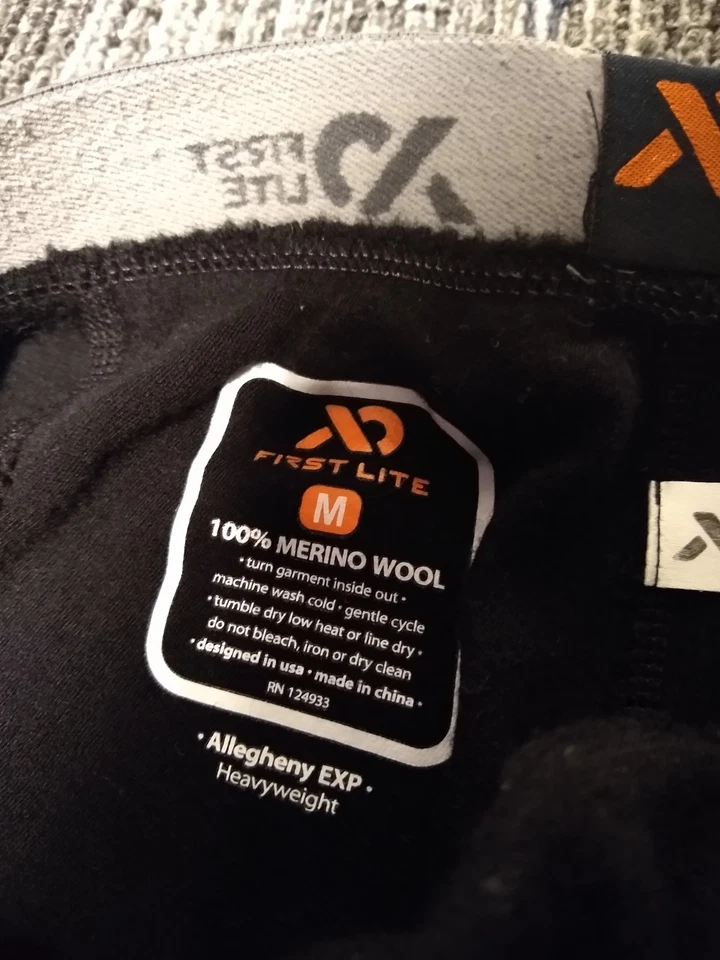 FIRST
LITE
FIRST LITE
M
100% MERINO WOOL
• turn garment inside out •
machine wash cold • gentle cycle
• tumble dry low heat or line dry •
do not bleach, iron or dry clean
• designed in usa • made in china •
RN 124933
• Allegheny EXP •
Heavyweight